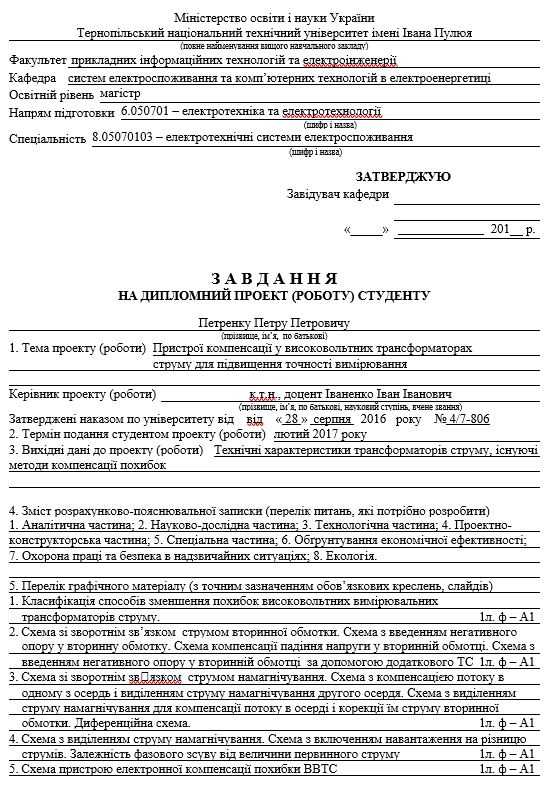 Міністерство освіти і науки України
Тернопільський національний технічний університет імені Івана Пулюя
(повне найменування вищого навчального закладу)
Факультет прикладних інформаційних технологій та електроінженерії
Кафедра систем електроспоживання та комп’ютерних технологій в електроенергетиці
Освітній рівень магістр
Напрям підготовки 6.050701 – електротехніка та електротехнології
(шифр і назва)
Спеціальність 8.05070103 – електротехнічні системи електроспоживання
(шифр і назва)
ЗАТВЕРДЖУЮ
Завідувач кафедри
«_____» ______________ 201__ р.
З А В Д А Н Н Я
НА ДИПЛОМНИЙ ПРОЕКТ (РОБОТУ) СТУДЕНТУ
Петренку Петру Петровичу
(прізвище, ім’я, по батькові)
1. Тема проекту (роботи) Пристрої компенсації у високовольтних трансформаторах
струму для підвищення точності вимірювання
Керівник проекту (роботи) к.т.н., доцент Іваненко Іван Іванович
(прізвище, ім’я, по батькові, науковий ступінь, вчене звання)
Затверджені наказом по університету від від « 28 » серпня 2016 року № 4/7-806
2. Термін подання студентом проекту (роботи) лютий 2017 року
3. Вихідні дані до проекту (роботи) Технічні характеристики трансформаторів струму, існуючі
методи компенсації похибок
4. Зміст розрахунково-пояснювальної записки (перелік питань, які потрібно розробити)
1. Аналітична частина; 2. Науково-дослідна частина; 3. Технологічна частина; 4. Проектно-
конструкторська частина; 5. Спеціальна частина; 6. Обґрунтування економічної ефективності;
7. Охорона праці та безпека в надзвичайних ситуаціях; 8. Екологія.
5. Перелік графічного матеріалу (з точним зазначенням обов’язкових креслень, слайдів)
1. Класифікація способів зменшення похибок високовольтних вимірювальних
трансформаторів струму. 1л. ф – А1
2. Схема зі зворотнім зв’язком струмом вторинної обмотки. Схема з введенням негативного
опору у вторинну обмотку. Схема компенсації падіння напруги у вторинній обмотці. Схема з
введенням негативного опору у вторинній обмотці за допомогою додаткового ТС 1л. ф – А1
3. Схема зі зворотнім зв□язком струмом намагнічування. Схема з компенсацією потоку в
одному з осердь і виділенням струму намагнічування другого осердя. Схема з виділенням
струму намагнічування для компенсації потоку в осерді і корекції їм струму вторинної
обмотки. Диференційна схема. 1л. ф – А1
4. Схема з виділенням струму намагнічування. Схема з включенням навантаження на різницю
струмів. Залежність фазового зсуву від величини первинного струму 1л. ф – А1
5. Схема пристрою електронної компенсації похибки ВВТС 1л. ф – А1